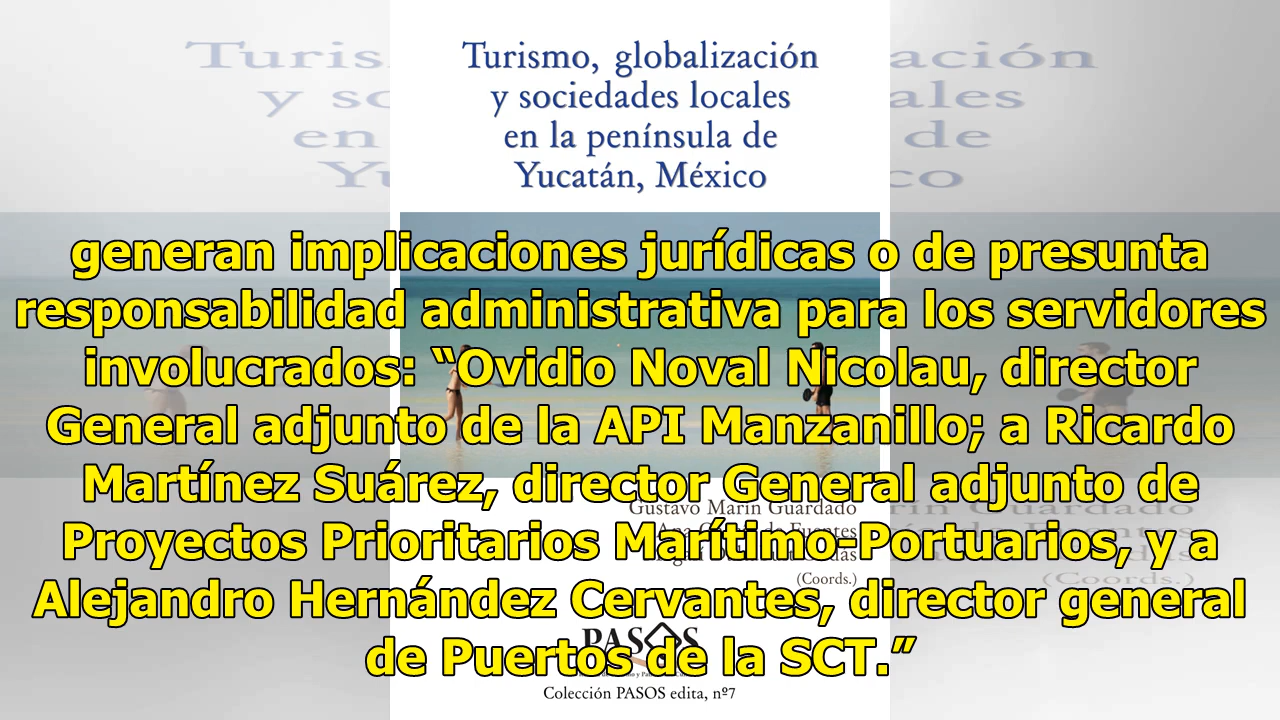 Turismo, globalización
y sociedades locales
en la península de
Yucatán, México
generan implicaciones jurídicas o de presunta
responsabilidad administrativa para los servidores
involucrados: “Ovidio Noval Nicolau, director
General adjunto de la API Manzanillo; a Ricardo
Martínez Suárez, director General adjunto de
Gustavo Marín Guardado
Proyectos Prioritarios Marítimo-Portuarios, y a
(Coords.)
Alejandro Hernández Cervantes, director general
PASOS
de Puertos de la SCT.”
Colección PASOS edita, nº7